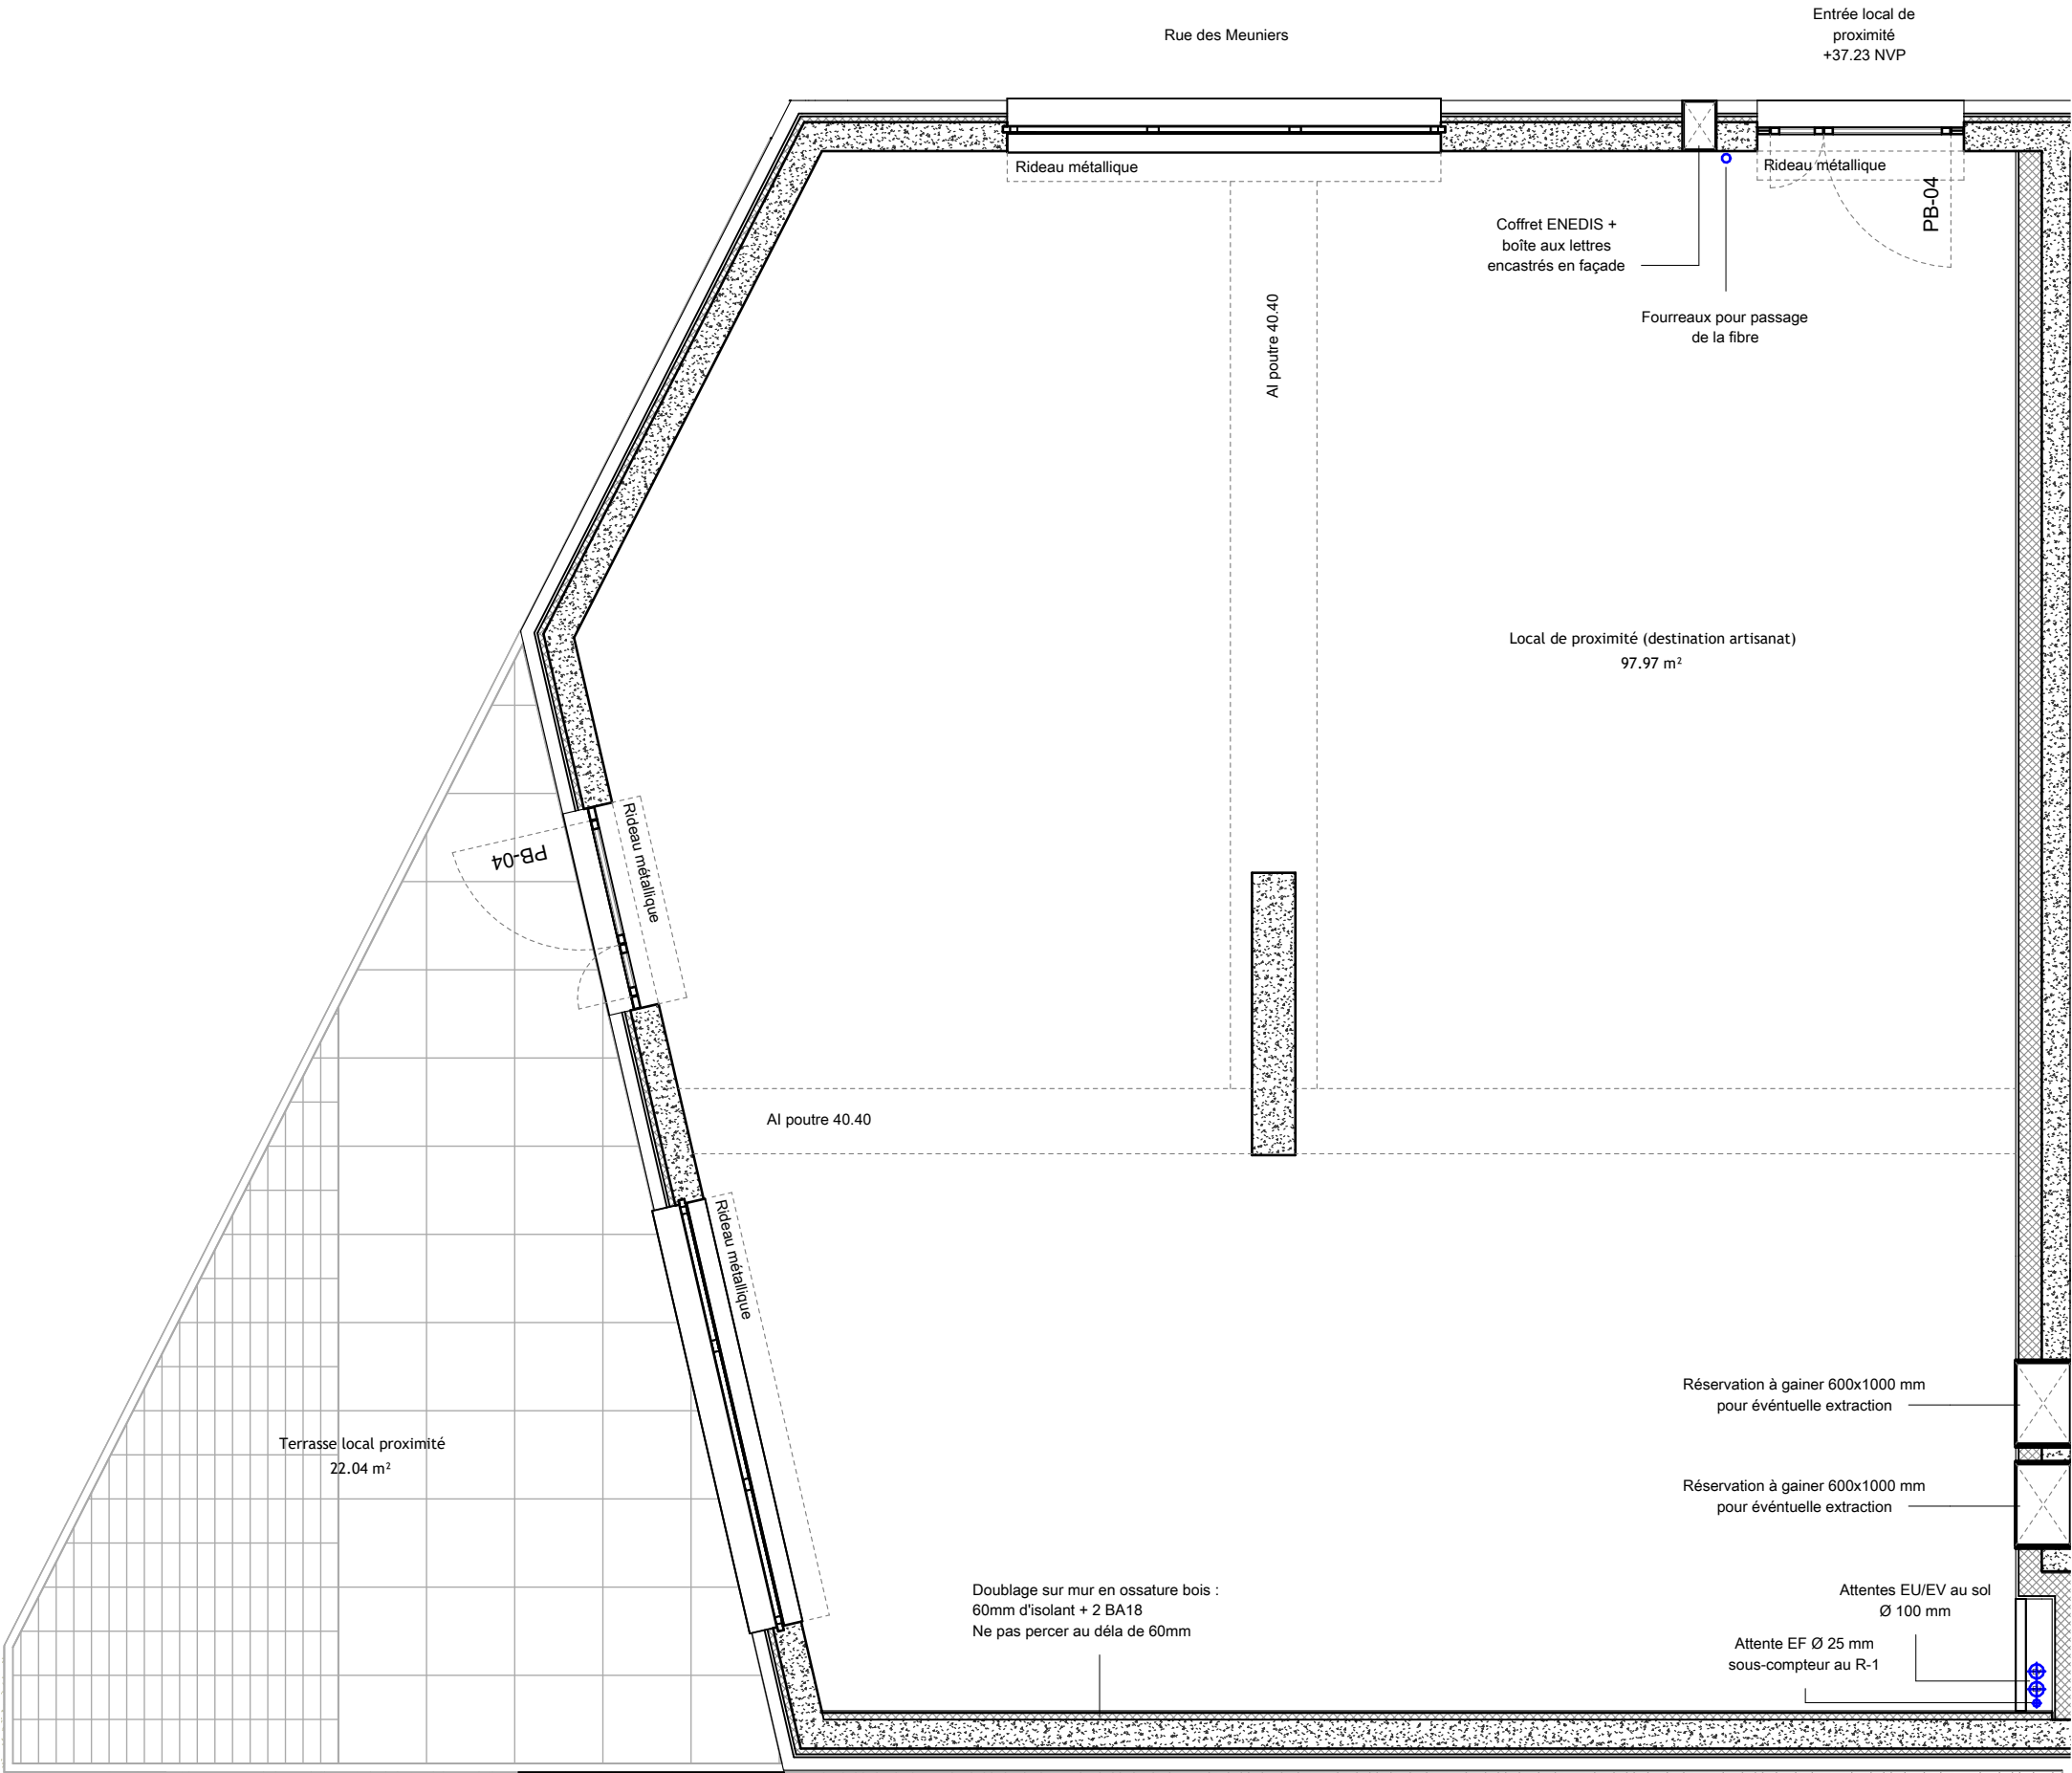 Rue des Meuniers
Entrée local de
proximité
+37.23 NVP
Rideau métallique
Rideau métallique
PB-04
Coffret ENEDIS +
boîte aux lettres
encastrés en façade
Fourreaux pour passage
de la fibre
Al poutre 40.40
Local de proximité (destination artisanat)
97.97 m²
PB-04
Rideau métallique
Al poutre 40.40
Rideau métallique
Terrasse local proximité
22.04 m²
Réservation à gainer 600x1000 mm
pour événtuelle extraction
Réservation à gainer 600x1000 mm
pour événtuelle extraction
Doublage sur mur en ossature bois :
60mm d'isolant + 2 BA18
Ne pas percer au déla de 60mm
Attentes EU/EV au sol
Ø 100 mm
Attente EF Ø 25 mm
sous-compteur au R-1